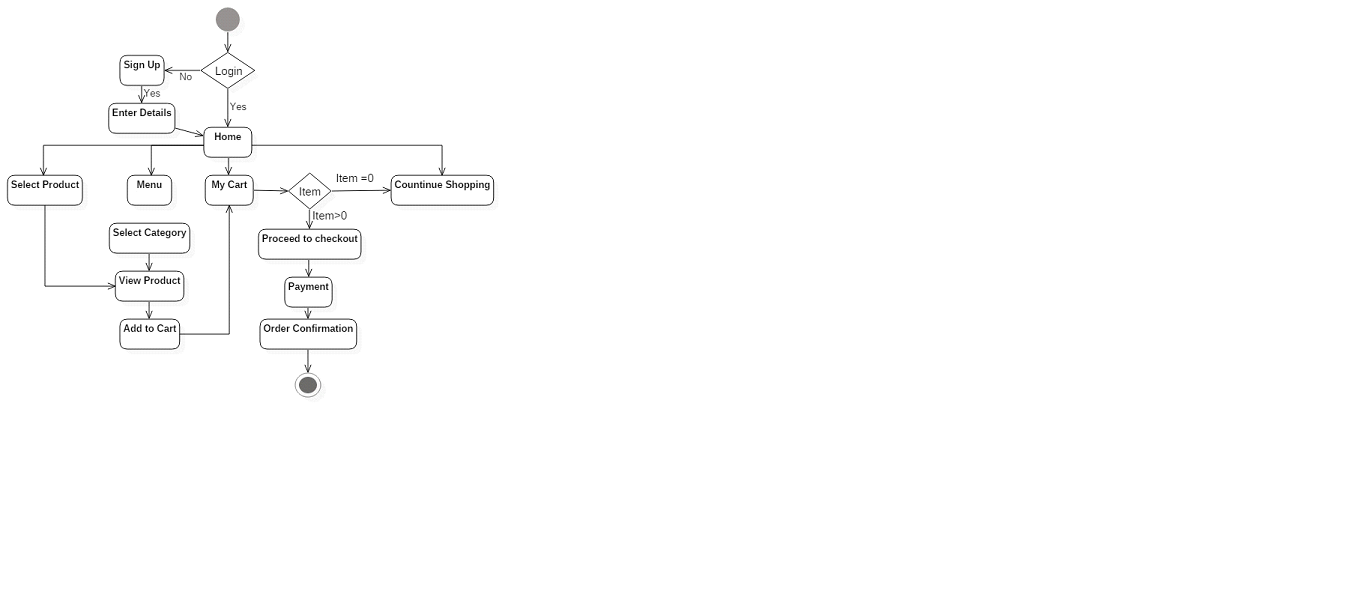 Login
Sign Up
No
Yes
Yes
Enter Details
Home
Select Product
Menu
My Cart
Item
Item =0
Countinue Shopping
Item>0
Select Category
Proceed to checkout
View Product
Payment
Add to Cart
Order Confirmation